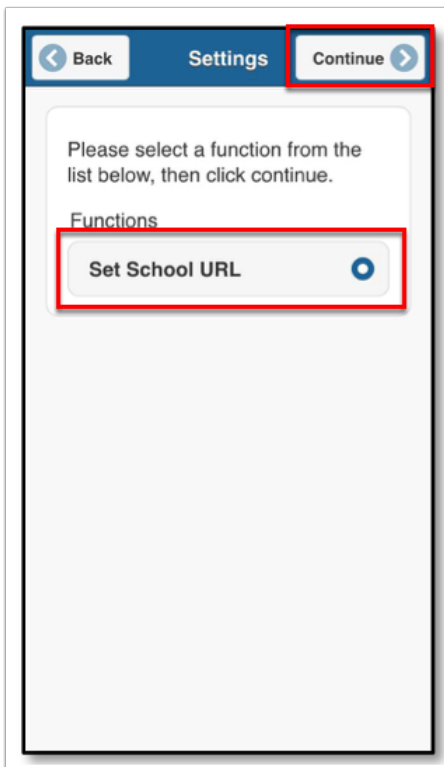 Back Settings Continue
Please select a function from the
list below, then click continue.
Functions
Set School URL